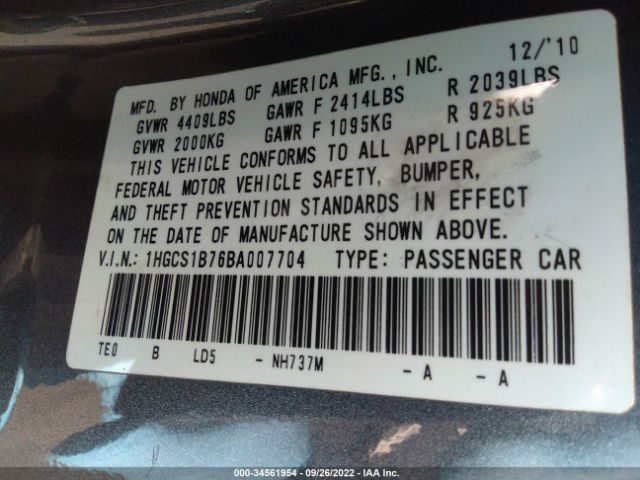 MFD. BY HONDA OF AMERICA MFG., INC. 12/'10
GVWR 4409LBS GAWR F 2414LBS R 2039LBS
GVWR 2000KG GAWR F 1095KG R 925KG
THIS VEHICLE CONFORMS TO ALL APPLICABLE
FEDERAL MOTOR VEHICLE SAFETY, BUMPER,
AND THEFT PREVENTION STANDARDS IN EFFECT
ON THE DATE OF MANUFACTURE SHOWN ABOVE.
V.I.N.: 1HGCS1B76BA007704 TYPE: PASSENGER CAR
TE0 B LD5 - NH737M - A - A
000-34561954 - 09/26/2022 - IAA Inc.